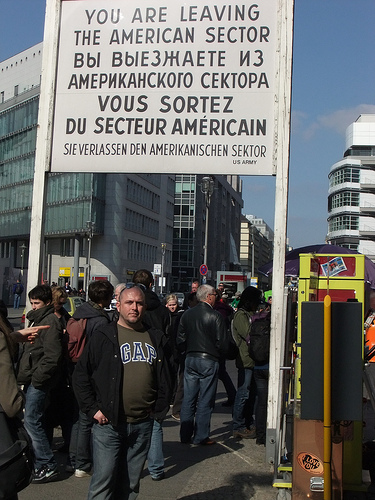 YOU ARE LEAVING
THE AMERICAN SECTOR
ВЫ ВЫЕЗЖАЕТЕ ИЗ
АМЕРИКАНСКОГО СЕКТОРА
VOUS SORTEZ
DU SECTEUR AMÉRICAIN
SIE VERLASSEN DEN AMERIKANISCHEN SEKTOR
US ARMY
GAP